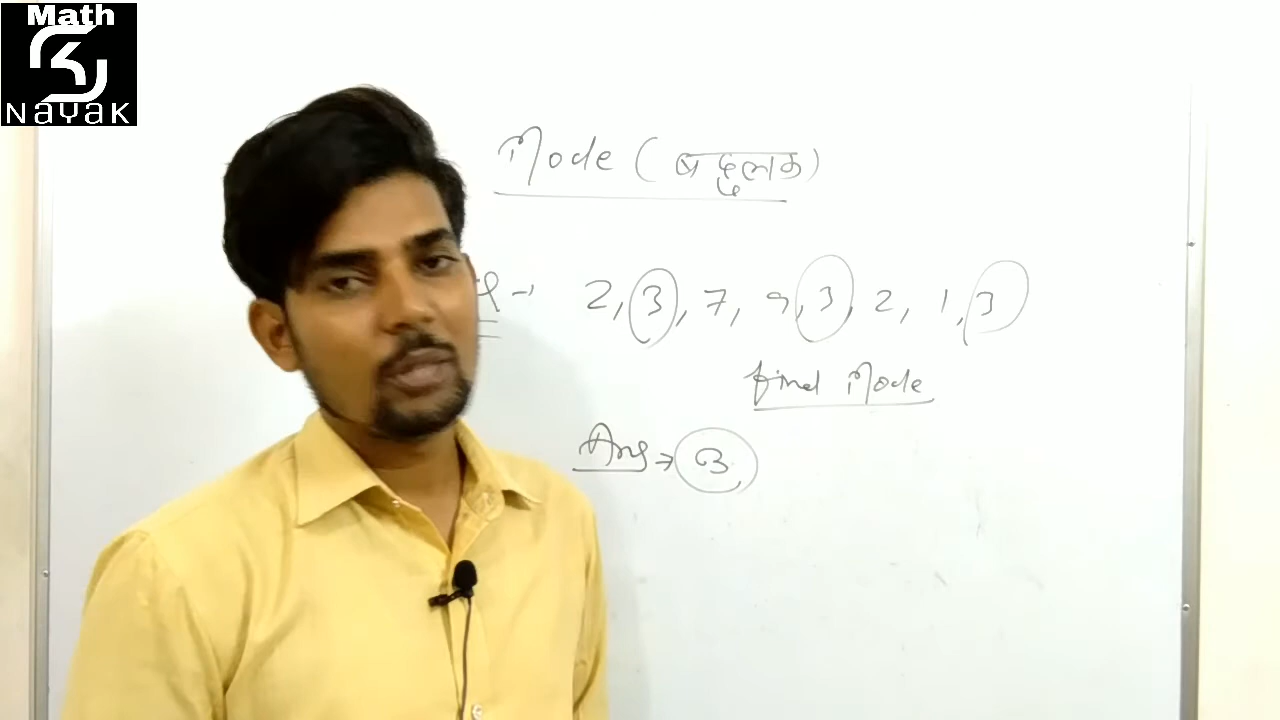 Math
NAYAK
Mode (बहुलक)
2, 3, 7, 9, 3, 2, 1, 3
find Mode
Ans → 3